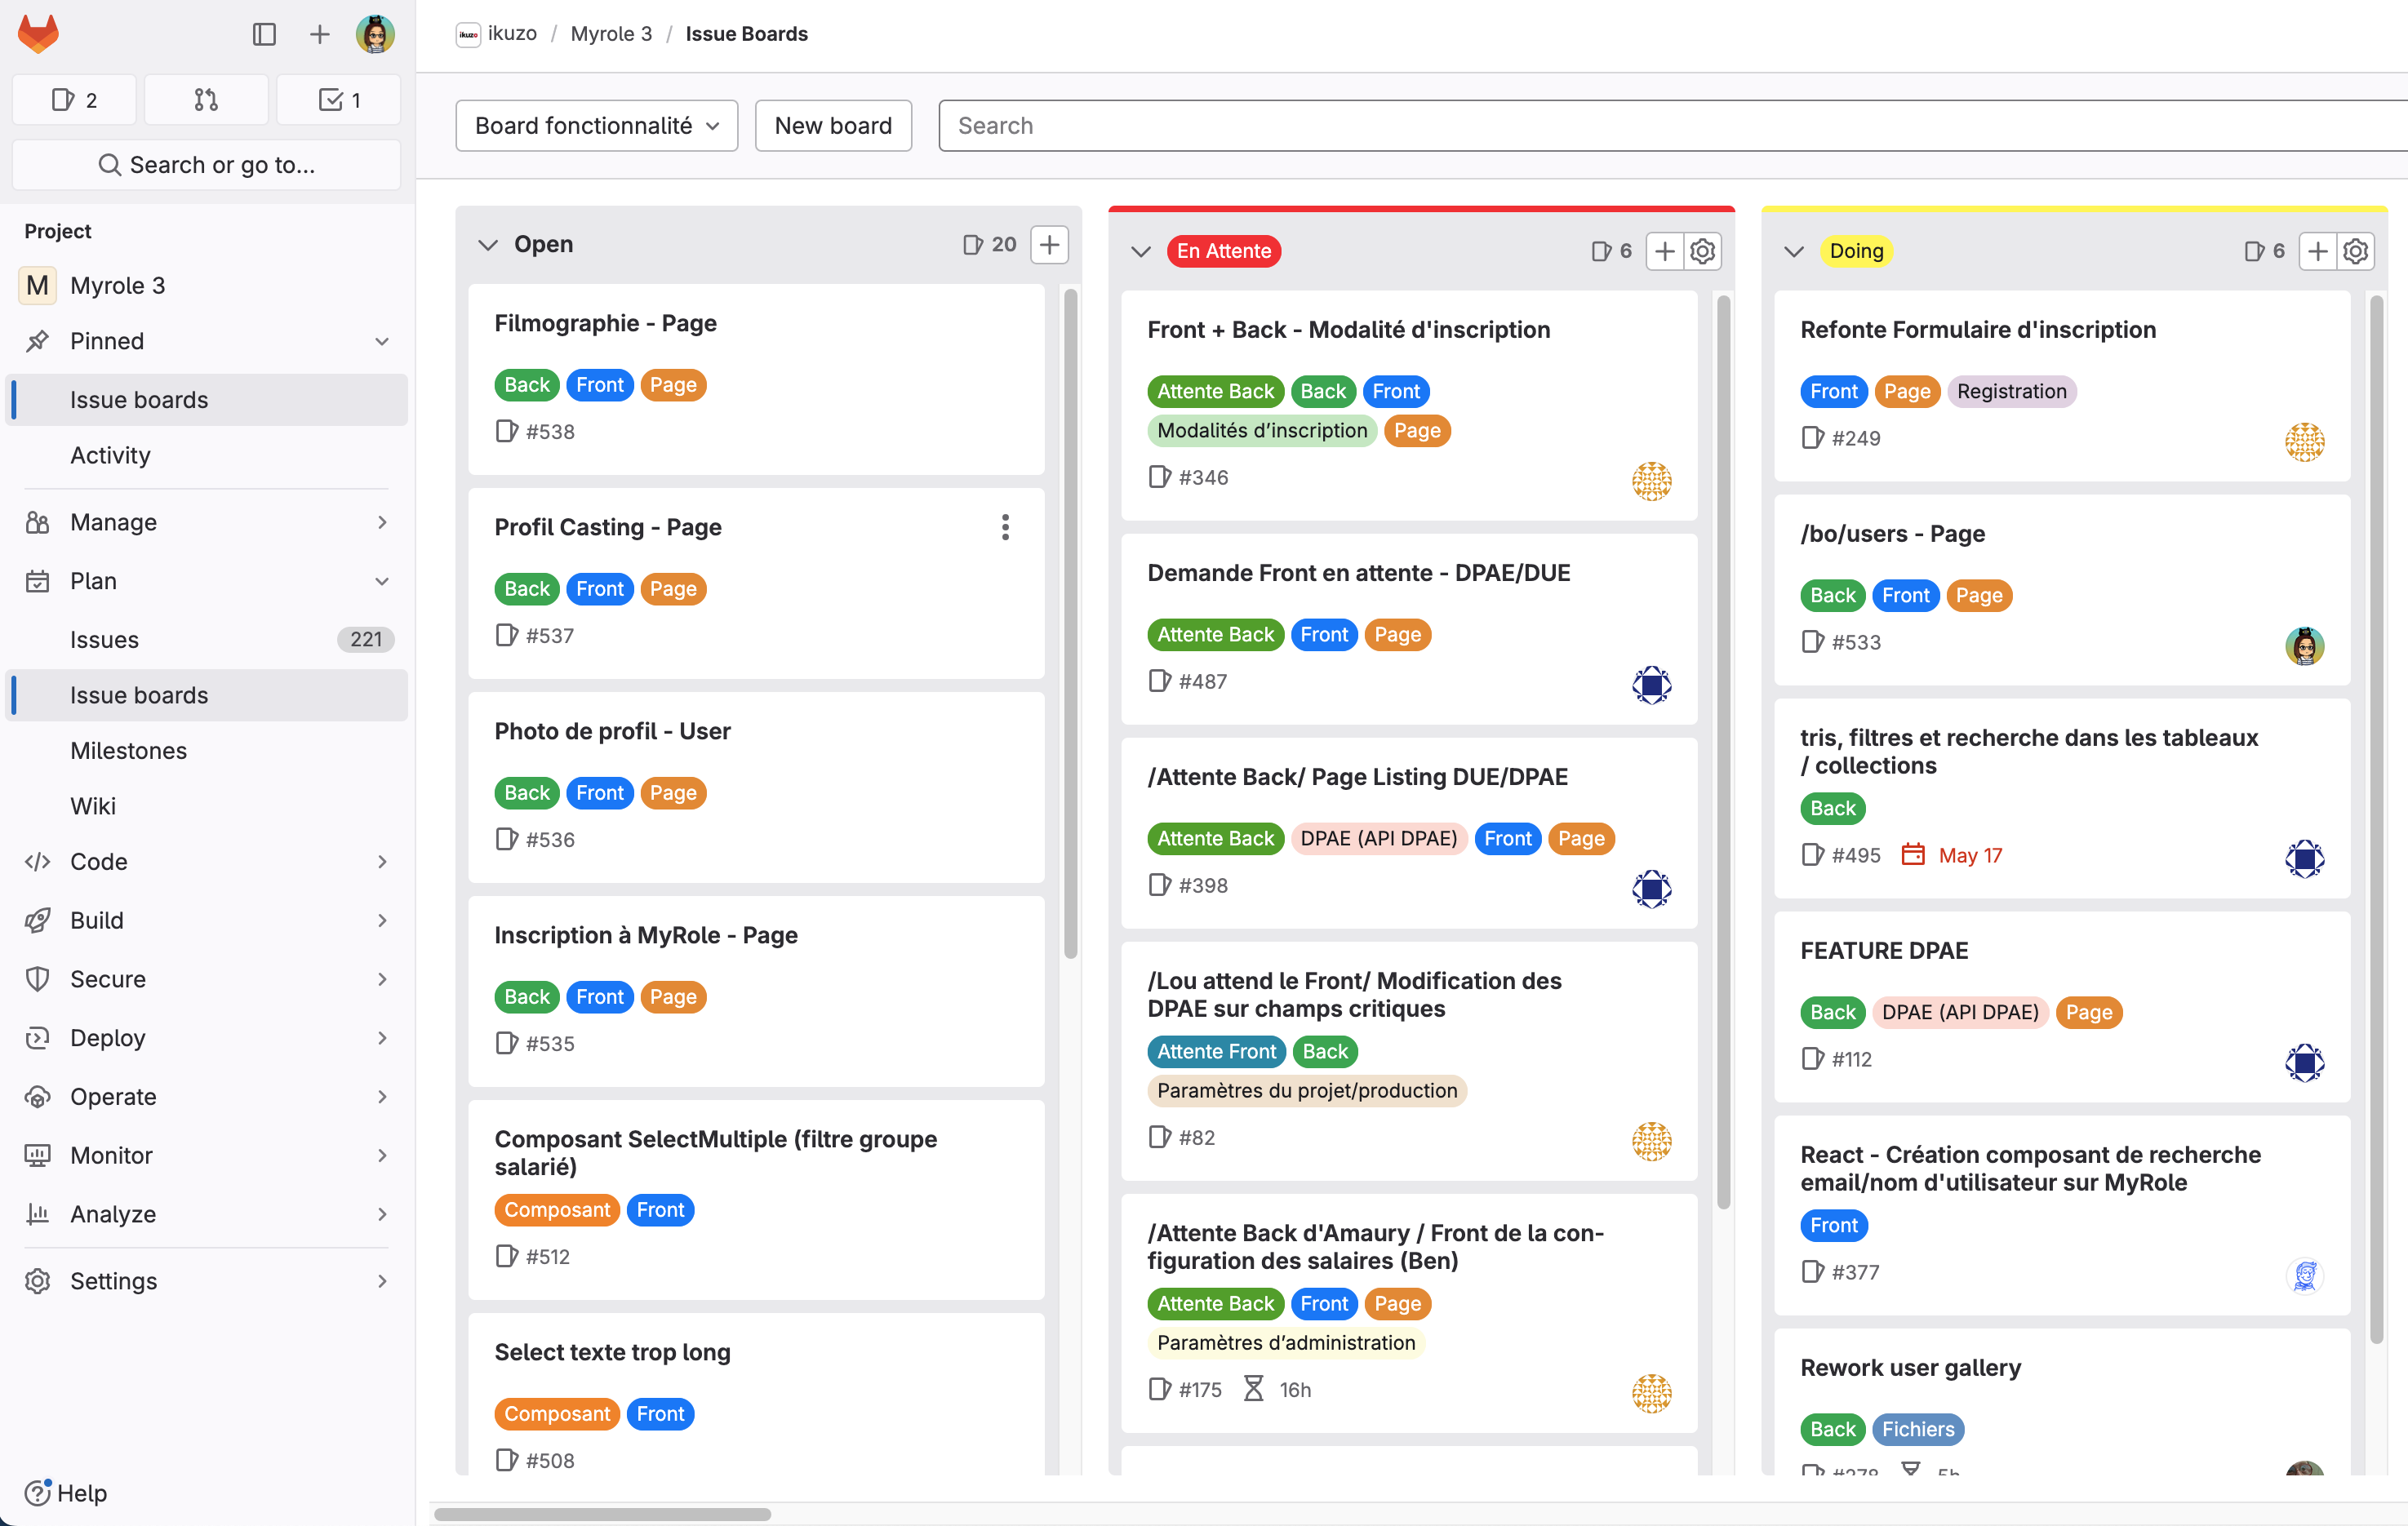 2
1
Search or go to...
Project
M Myrole 3
Pinned
Issue boards
Activity
Manage
Plan
Issues 221
Issue boards
Milestones
Wiki
Code
Build
Secure
Deploy
Operate
Monitor
Analyze
Settings
Help
ikuzo ikuzo / Myrole 3 / Issue Boards
Board fonctionnalité
New board
Search
Open 20
Filmographie - Page
Back Front Page
#538
Profil Casting - Page
Back Front Page
#537
Photo de profil - User
Back Front Page
#536
Inscription à MyRole - Page
Back Front Page
#535
Composant SelectMultiple (filtre groupe
salarié)
Composant Front
#512
Select texte trop long
Composant Front
#508
En Attente 6
Front + Back - Modalité d'inscription
Attente Back Back Front
Modalités d’inscription Page
#346
Demande Front en attente - DPAE/DUE
Attente Back Front Page
#487
/Attente Back/ Page Listing DUE/DPAE
Attente Back DPAE (API DPAE) Front Page
#398
/Lou attend le Front/ Modification des
DPAE sur champs critiques
Attente Front Back
Paramètres du projet/production
#82
/Attente Back d'Amaury / Front de la con-
figuration des salaires (Ben)
Attente Back Front Page
Paramètres d’administration
#175 16h
Doing 6
Refonte Formulaire d'inscription
Front Page Registration
#249
/bo/users - Page
Back Front Page
#533
tris, filtres et recherche dans les tableaux
/ collections
Back
#495 May 17
FEATURE DPAE
Back DPAE (API DPAE) Page
#112
React - Création composant de recherche
email/nom d'utilisateur sur MyRole
Front
#377
Rework user gallery
Back Fichiers